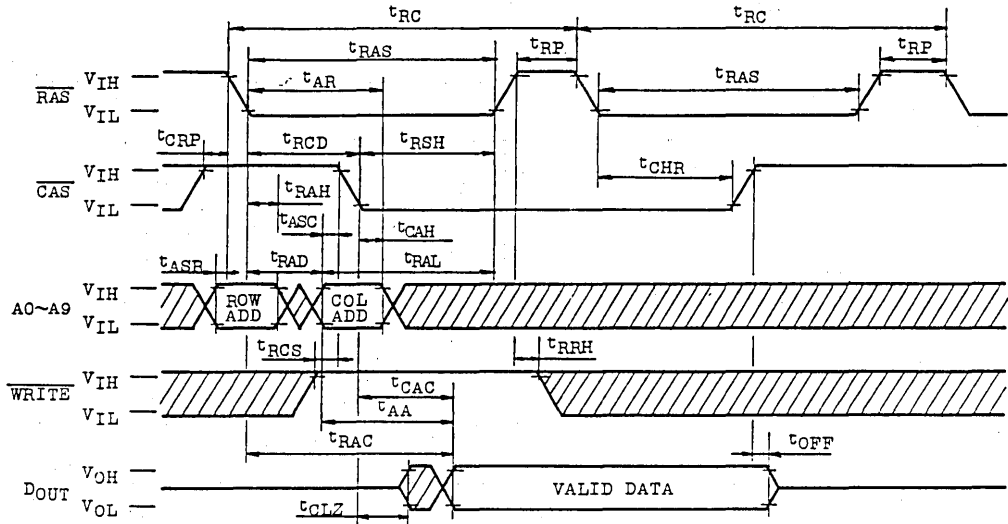 tRC tRC
tRAS tRP tRP
tAR tRAS
RAS VIH
VIL
tCRP tRCD tRSH
CAS VIH
VIL
tCHR
tRAH
tASC tCAH
tASR tRAD tRAL
A0~A9 VIH
VIL
ROW ADD
COL ADD
tRCS tRRH
WRITE VIH
VIL
tCAC
tAA
tRAC tOFF
DOUT VOH
VOL
VALID DATA
tCLZ